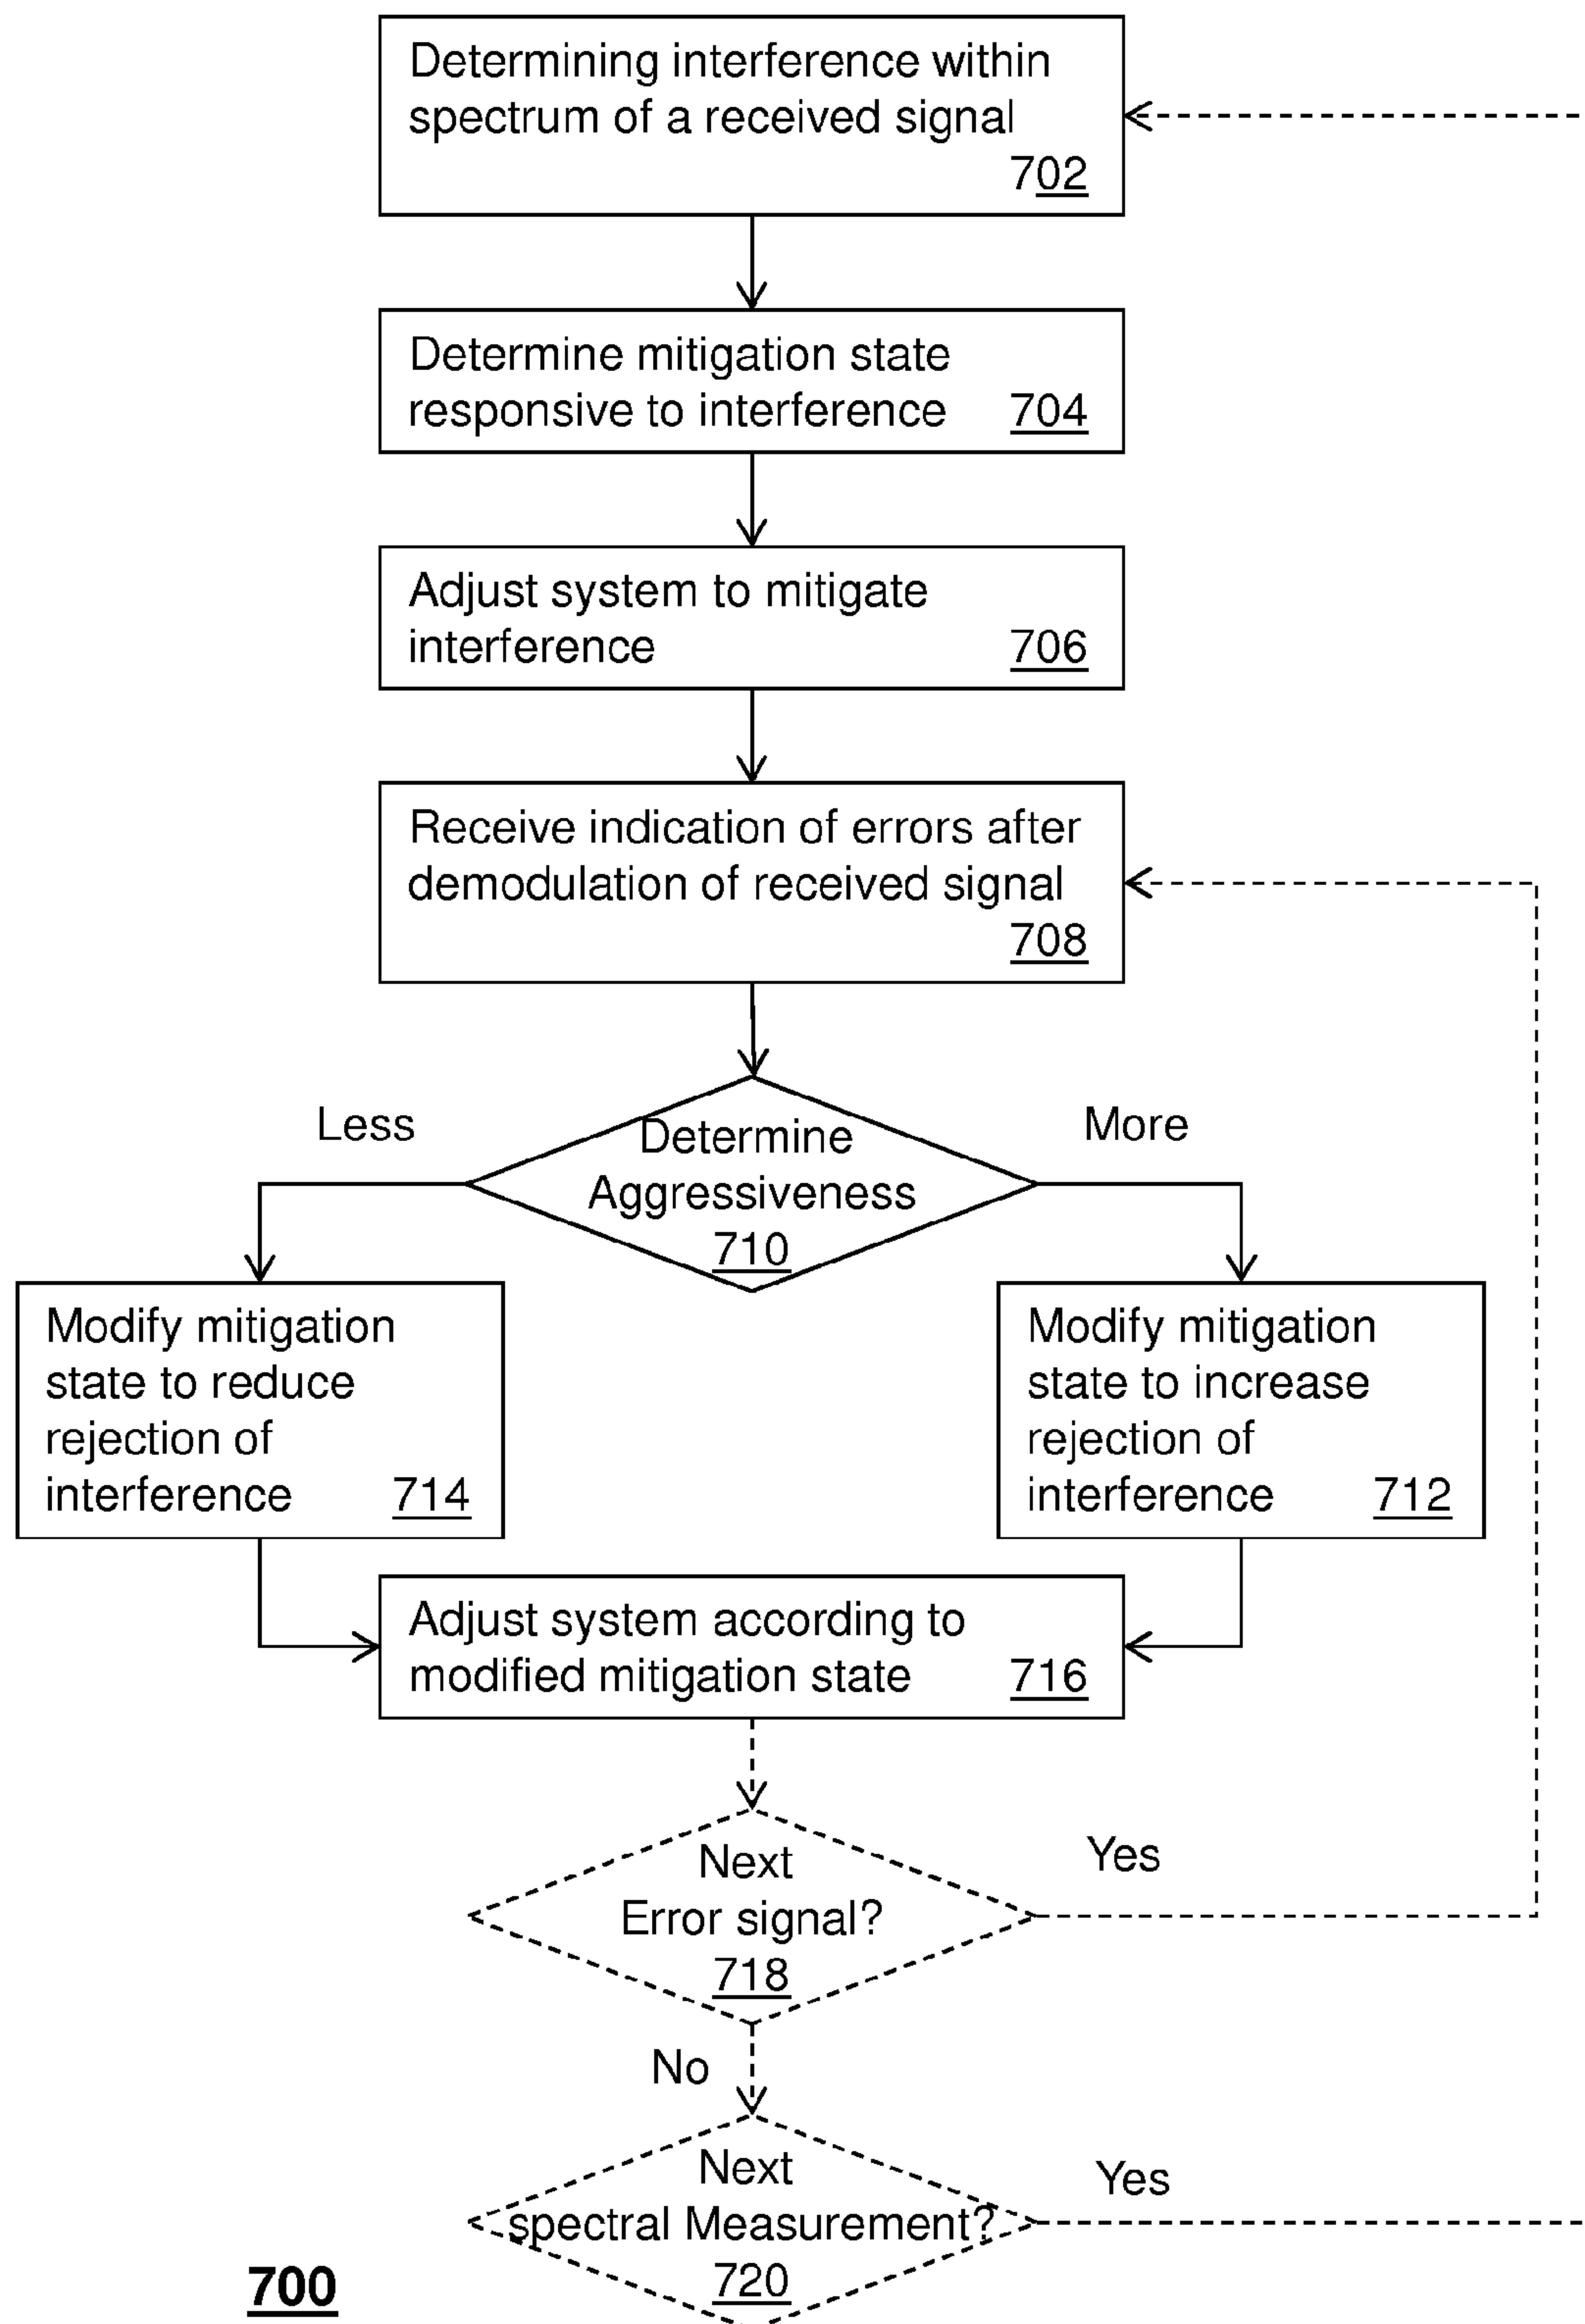 Determining interference within
spectrum of a received signal
702
Determine mitigation state
responsive to interference 704
Adjust system to mitigate
interference 706
Receive indication of errors after
demodulation of received signal
708
Less
More
Determine
Aggressiveness
710
Modify mitigation
state to reduce
rejection of
interference 714
Modify mitigation
state to increase
rejection of
interference 712
Adjust system according to
modified mitigation state 716
Next
Error signal?
718
Yes
No
Next
spectral Measurement?
720
Yes
700